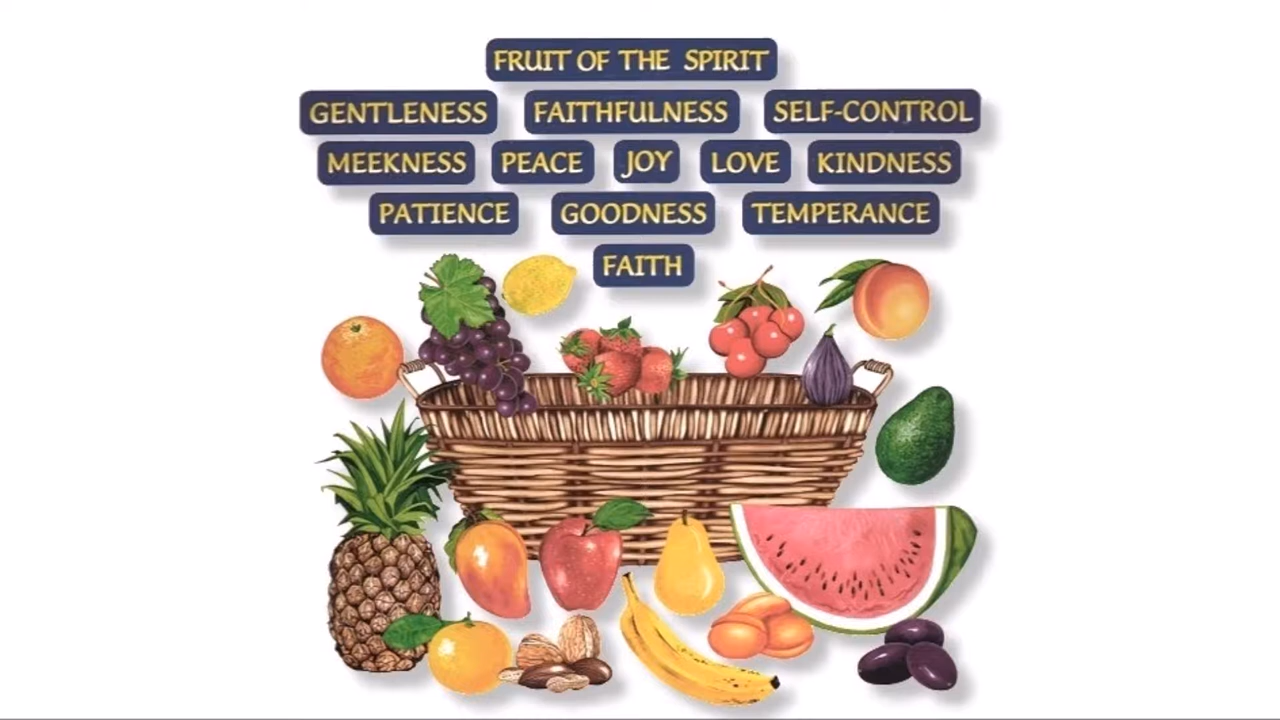 FRUIT OF THE SPIRIT
GENTLENESS FAITHFULNESS SELF-CONTROL
MEEKNESS PEACE JOY LOVE KINDNESS
PATIENCE GOODNESS TEMPERANCE
FAITH